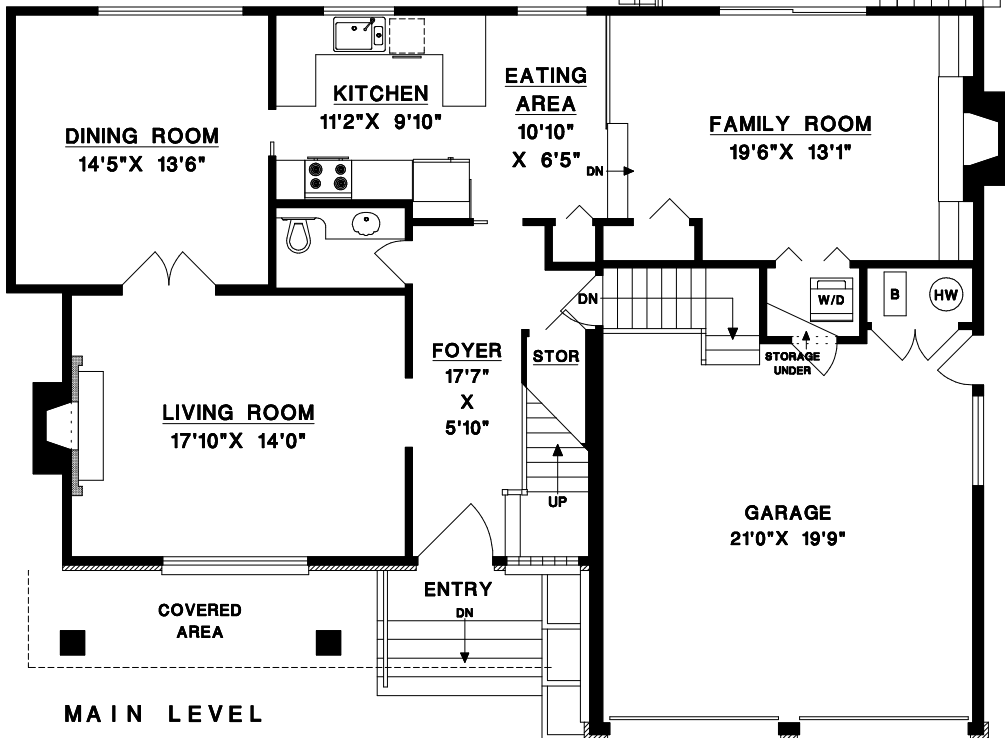 DINING ROOM
14'5"X 13'6"
KITCHEN
11'2"X 9'10"
EATING
AREA
10'10"
X 6'5"
DN
FAMILY ROOM
19'6"X 13'1"
W/D
B
HW
DN
STORAGE
UNDER
FOYER
17'7"
X
5'10"
STOR
UP
LIVING ROOM
17'10"X 14'0"
GARAGE
21'0"X 19'9"
ENTRY
DN
COVERED
AREA
MAIN LEVEL